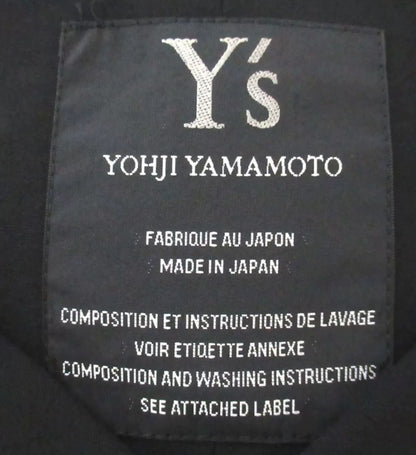 Y's
YOHJI YAMAMOTO
FABRIQUE AU JAPON
MADE IN JAPAN
COMPOSITION ET INSTRUCTIONS DE LAVAGE
VOIR ETIQETTE ANNEXE
COMPOSITION AND WASHING INSTRUCTIONS
SEE ATTACHED LABEL